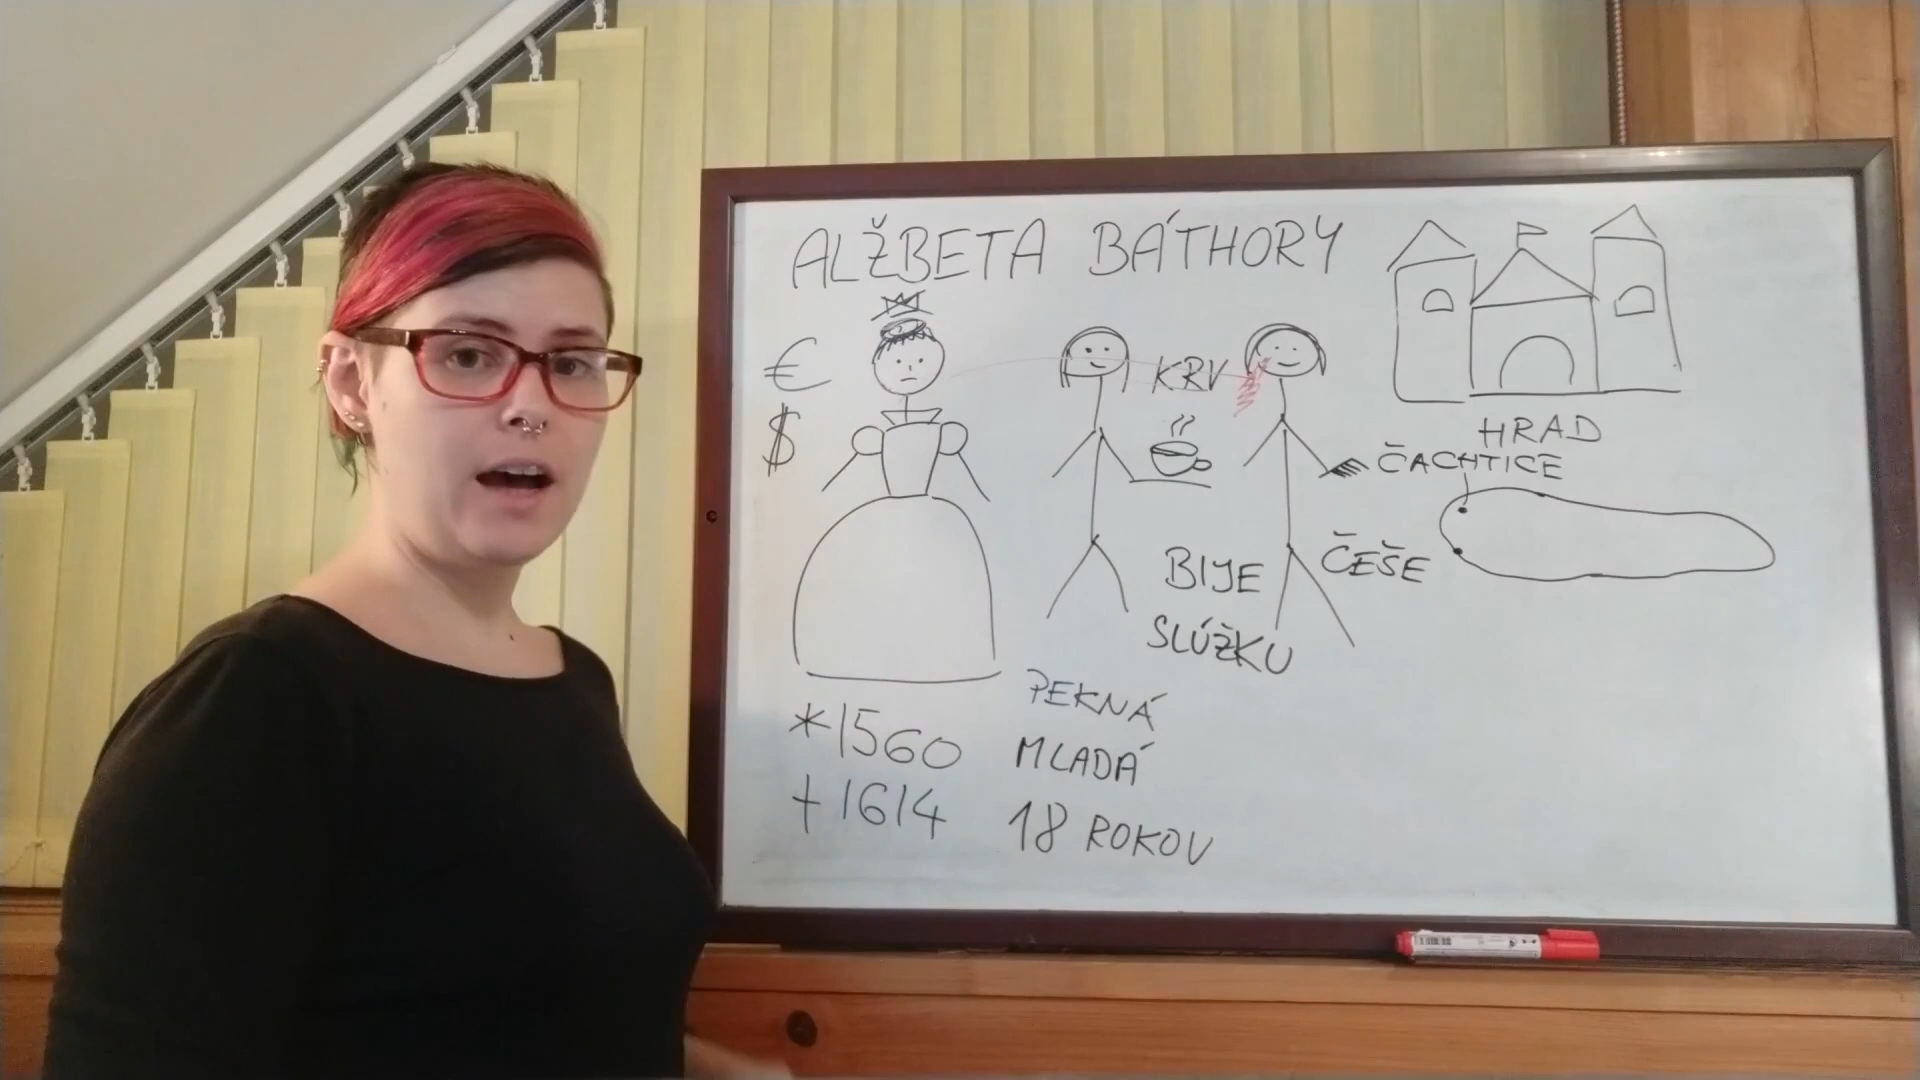 ALŽBETA BÁTHORY
€
$
KRV
HRAD
ČACHTICE
BIJE
SLÚŽKU
ČEŠE
*1560
†1614
PEKNÁ
MLADÁ
18 ROKOV